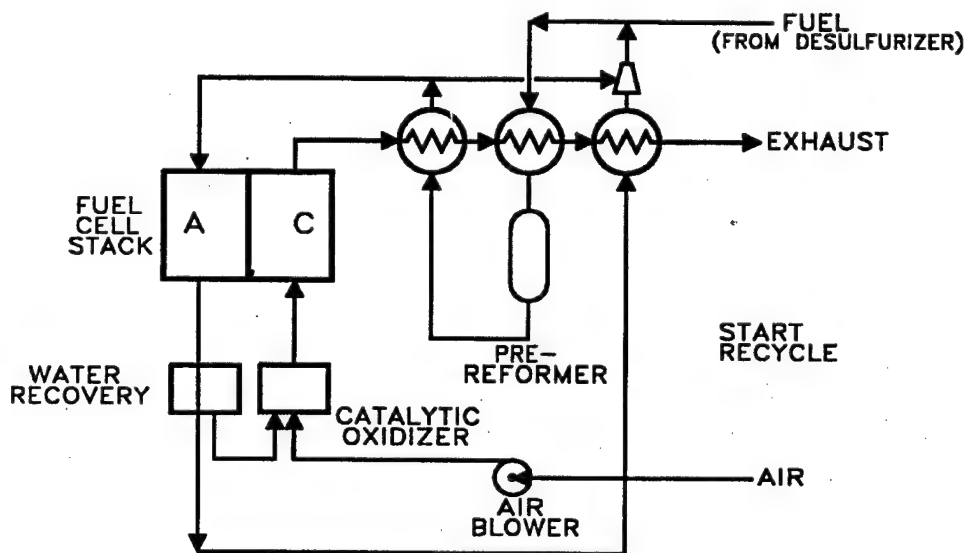 FUEL
(FROM DESULFURIZER)
EXHAUST
FUEL
CELL
STACK
A
C
START
RECYCLE
PRE-
REFORMER
WATER
RECOVERY
CATALYTIC
OXIDIZER
AIR
AIR
BLOWER